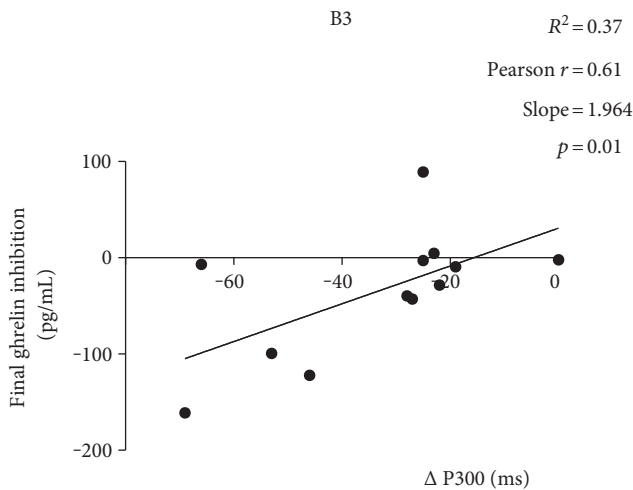 B3
R² = 0.37
Pearson r = 0.61
Slope = 1.964
p = 0.01
100
0
-100
-200
-60
-40
-20
0
Final ghrelin inhibition
(pg/mL)
Δ P300 (ms)